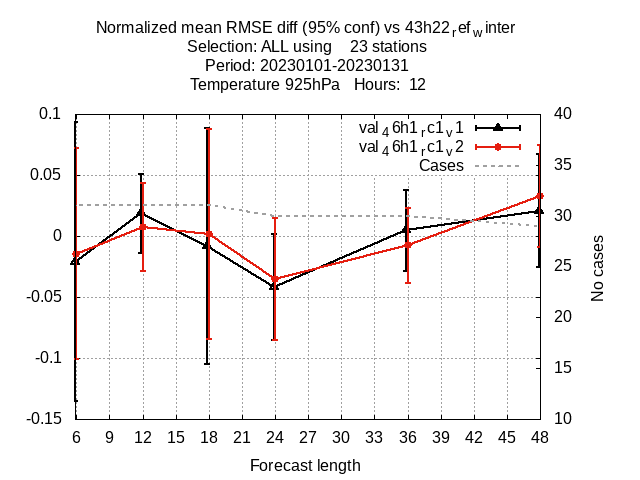 Normalized mean RMSE diff (95% conf) vs 43h22refwinter
Selection: ALL using 23 stations
Period: 20230101-20230131
Temperature 925hPa Hours: 12
val46h1rc1v1
val46h1rc1v2
Cases
0.1
0.05
0
-0.05
-0.1
-0.15
40
35
30
25
20
15
10
No cases
6 9 12 15 18 21 24 27 30 33 36 39 42 45 48
Forecast length